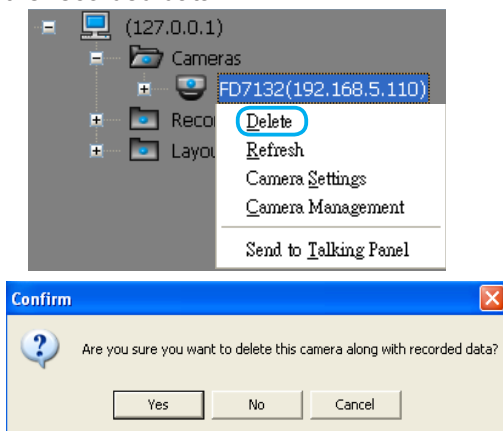 (127.0.0.1)
Cameras
FD7132(192.168.5.110)
Delete
Refresh
Camera Settings
Camera Management
Send to Talking Panel
Confirm
Are you sure you want to delete this camera along with recorded data?
Yes No Cancel